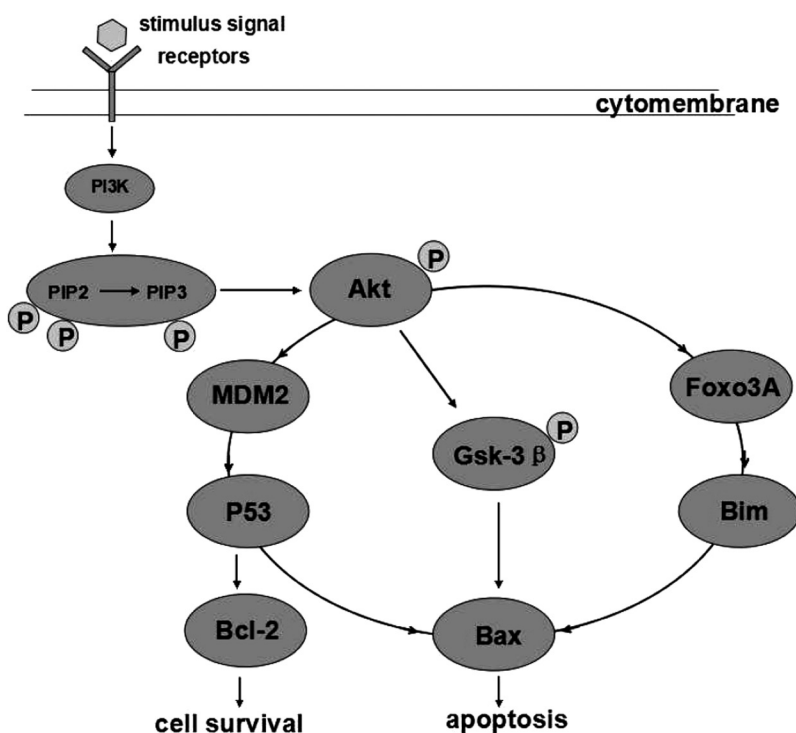 stimulus signal
receptors
cytomembrane
PI3K
PIP2 PIP3
P
P
P
Akt
P
MDM2
Foxo3A
Gsk-3 β
P
P53
Bim
Bcl-2
Bax
cell survival
apoptosis